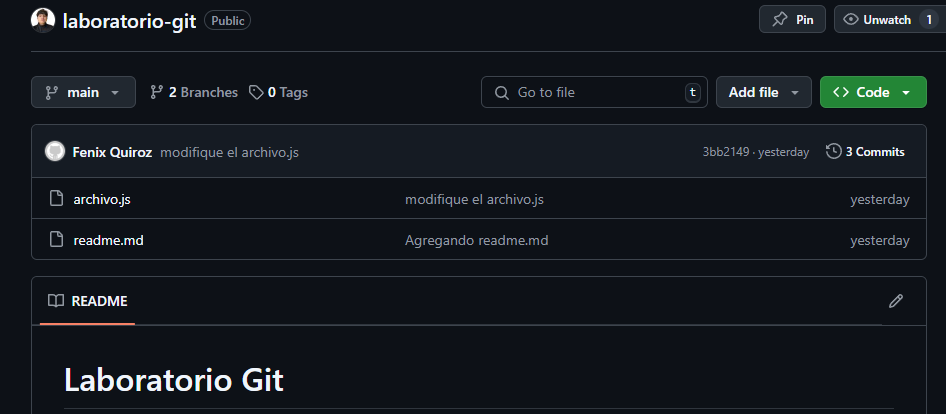 laboratorio-git Public Pin Unwatch 1
main 2 Branches 0 Tags Go to file t Add file Code
Fenix Quiroz modifique el archivo.js 3bb2149 · yesterday 3 Commits
archivo.js modifique el archivo.js yesterday
readme.md Agregando readme.md yesterday
README
Laboratorio Git